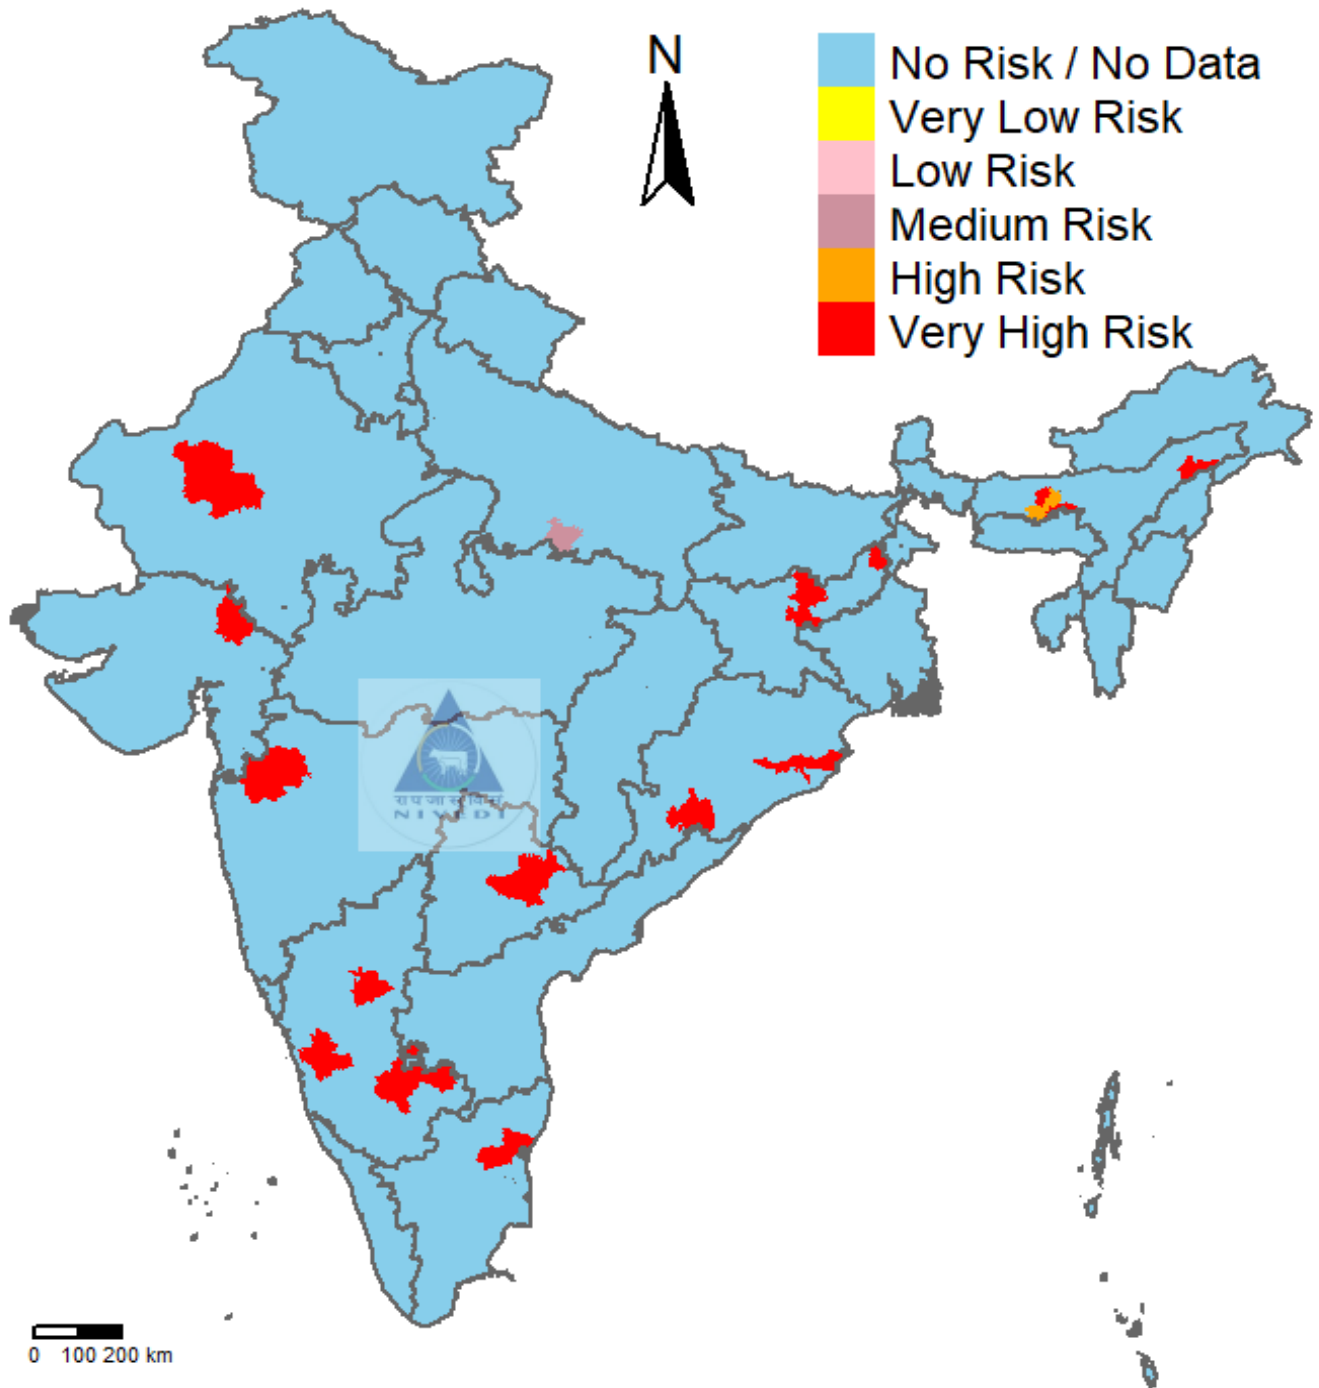 N
No Risk / No Data
Very Low Risk
Low Risk
Medium Risk
High Risk
Very High Risk
NIVEDI
0 100 200 km